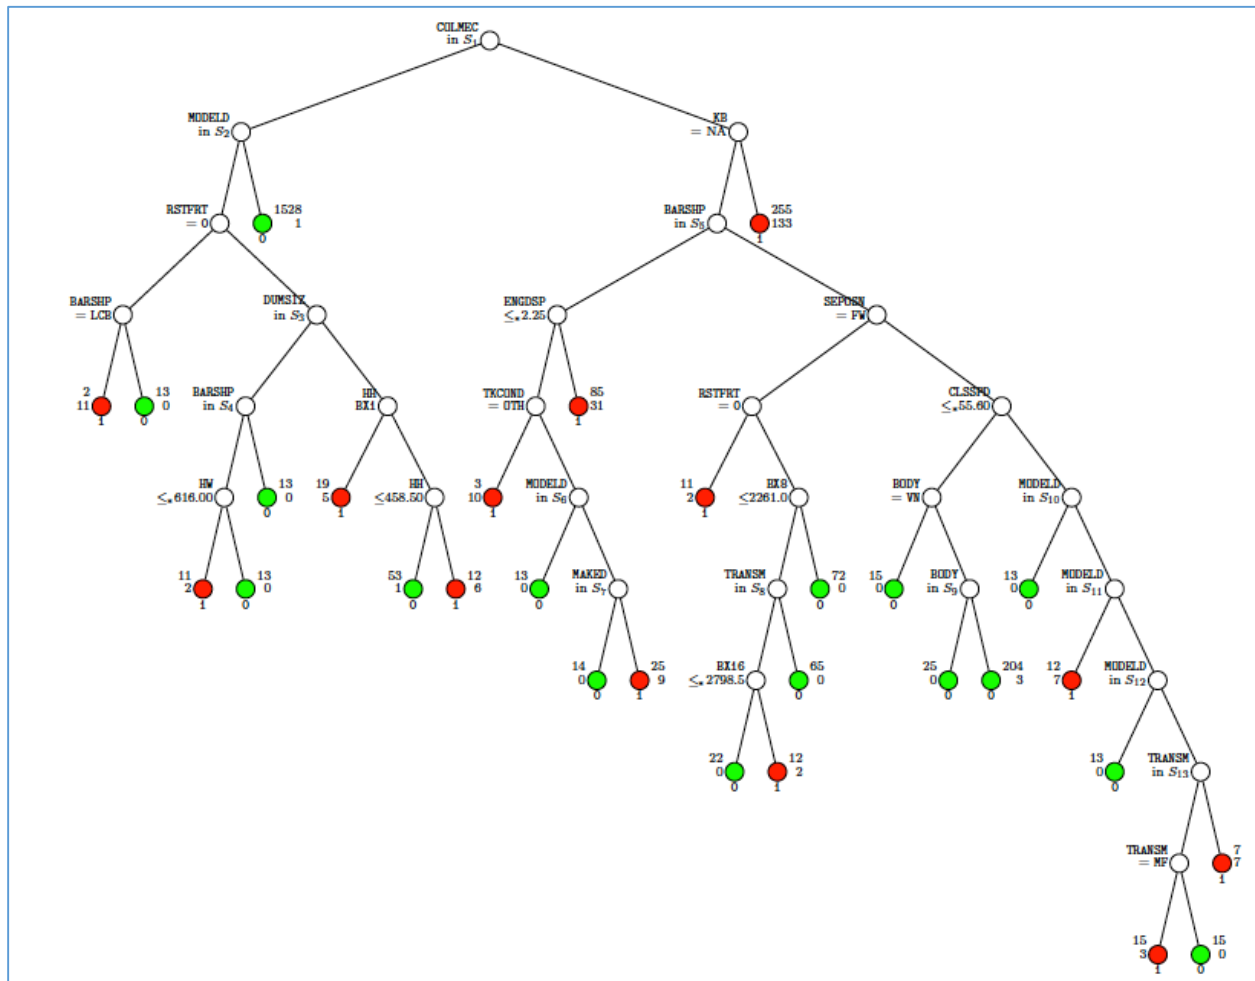 COLMEC
in S₁
MODELD
in S₂
KB
= NA
RSTFRT
= 0
1528
1
0
BARSHP
in S₅
255
133
1
BARSHP
= LCB
DUMSIZ
in S₃
ENGDSP
≤*2.25
SEPOSN
= FW
2
11
1
13
0
0
BARSHP
in S₄
HH
BX1
TKCOND
= OTH
85
31
1
RSTFRT
= 0
CLSSPD
≤*55.60
HW
≤*616.00
13
0
0
19
5
1
HH
≤458.50
3
10
1
MODELD
in S₆
11
2
1
BX8
≤2261.0
BODY
= VN
MODELD
in S₁₀
11
2
1
13
0
0
53
1
0
12
6
1
13
0
0
MAKED
in S₇
TRANSM
in S₈
72
0
0
15
0
0
BODY
in S₉
13
0
0
MODELD
in S₁₁
14
0
0
25
9
1
BX16
≤*2798.5
65
0
0
25
0
0
204
3
0
12
7
1
MODELD
in S₁₂
22
0
0
12
2
1
13
0
0
TRANSM
in S₁₃
TRANSM
= MF
7
7
1
15
3
1
15
0
0